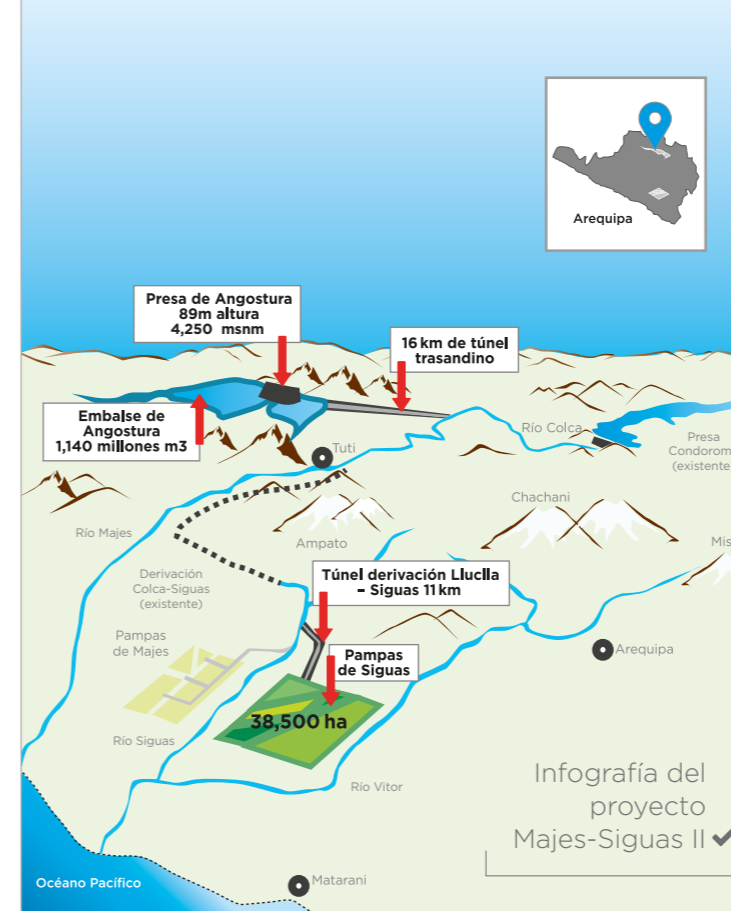 Arequipa
Presa de Angostura
89m altura
4,250 msnm
16 km de túnel
trasandino
Embalse de
Angostura
1,140 millones m3
Tuti
Río Colca
Presa
Condorom
(existente
Río Majes
Ampato
Chachani
Mis
Derivación
Colca-Siguas
(existente)
Túnel derivación Lluclla
– Siguas 11 km
Pampas
de Majes
Pampas
de Siguas
Arequipa
38,500 ha
Río Siguas
Río Vitor
Infografía del
proyecto
Majes-Siguas II
Océano Pacífico
Matarani